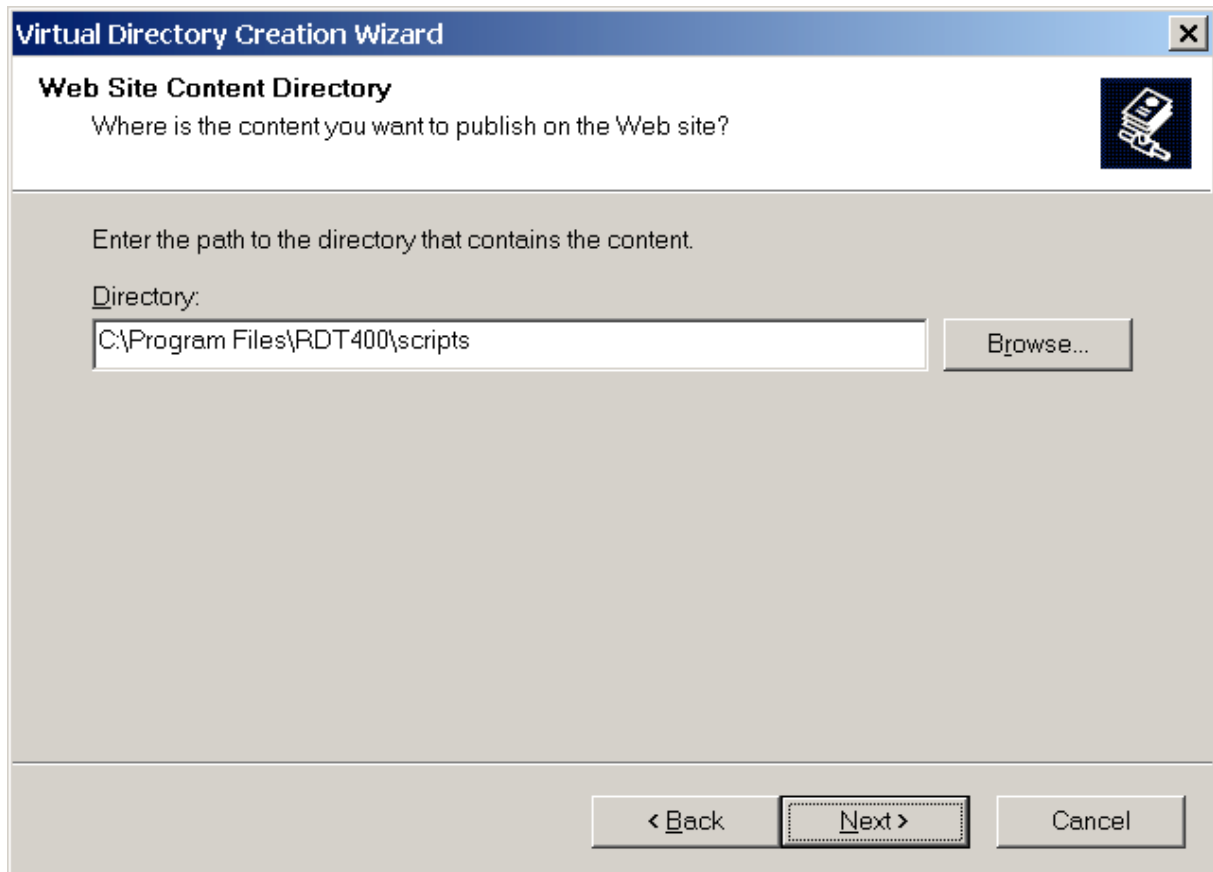 Virtual Directory Creation Wizard
Web Site Content Directory
Where is the content you want to publish on the Web site?
Enter the path to the directory that contains the content.
Directory:
C:\Program Files\RDT400\scripts
Browse...
< Back
Next >
Cancel